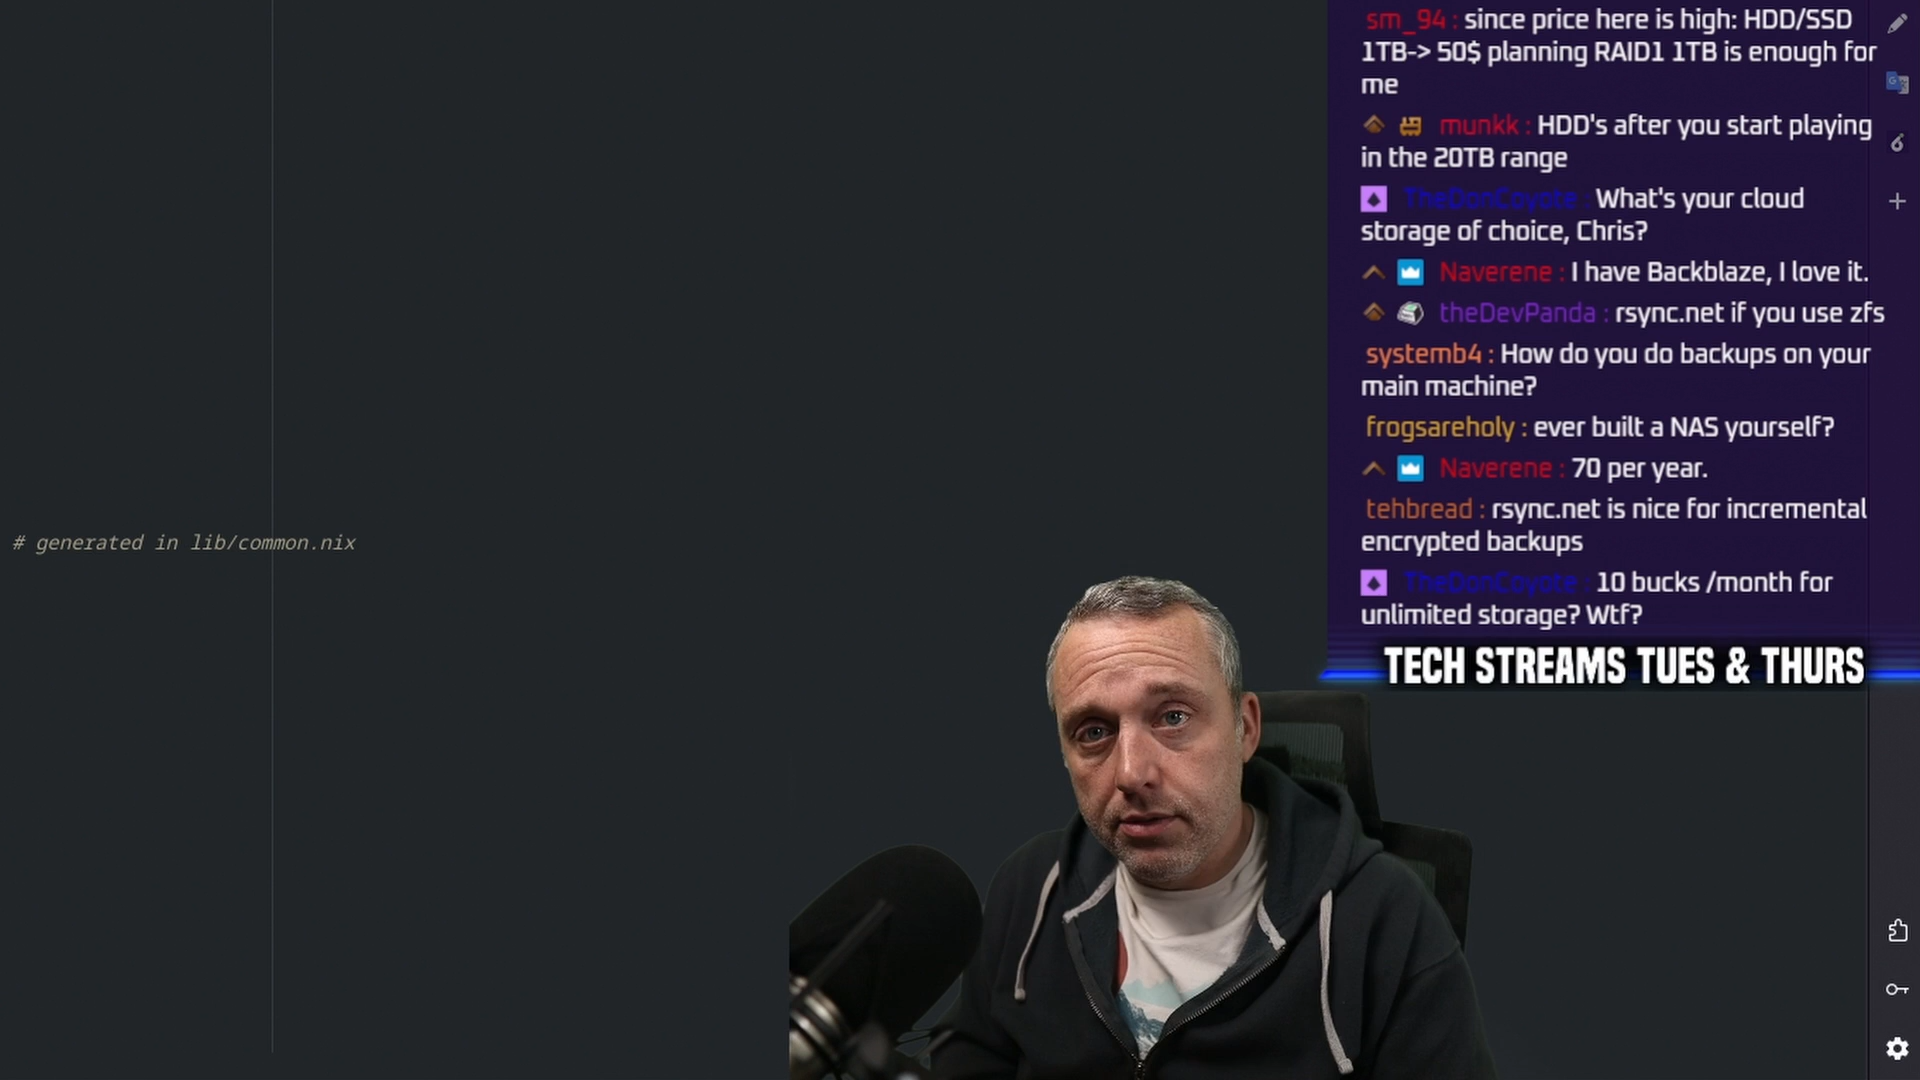 sm_94 : since price here is high: HDD/SSD
1TB-> 50$ planning RAID1 1TB is enough for
me
munkk : HDD's after you start playing
in the 20TB range
TheDonCoyote : What's your cloud
storage of choice, Chris?
Naverene : I have Backblaze, I love it.
theDevPanda : rsync.net if you use zfs
systemb4 : How do you do backups on your
main machine?
frogsareholy : ever built a NAS yourself?
Naverene : 70 per year.
tehbread : rsync.net is nice for incremental
encrypted backups
TheDonCoyote : 10 bucks /month for
unlimited storage? Wtf?
TECH STREAMS TUES & THURS
# generated in lib/common.nix